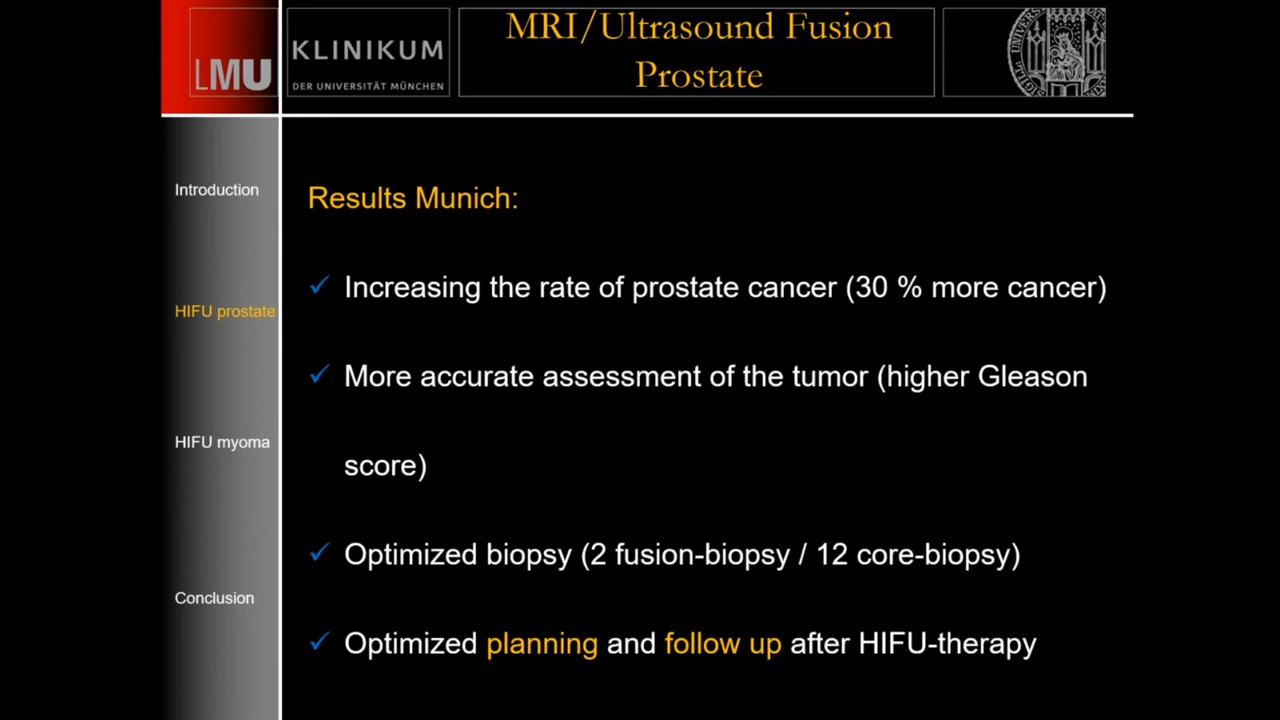 LMU
KLINIKUM
DER UNIVERSITÄT MÜNCHEN
MRI/Ultrasound Fusion
Prostate
Introduction
HIFU prostate
HIFU myoma
Conclusion
Results Munich:
✓ Increasing the rate of prostate cancer (30 % more cancer)
✓ More accurate assessment of the tumor (higher Gleason
score)
✓ Optimized biopsy (2 fusion-biopsy / 12 core-biopsy)
✓ Optimized planning and follow up after HIFU-therapy